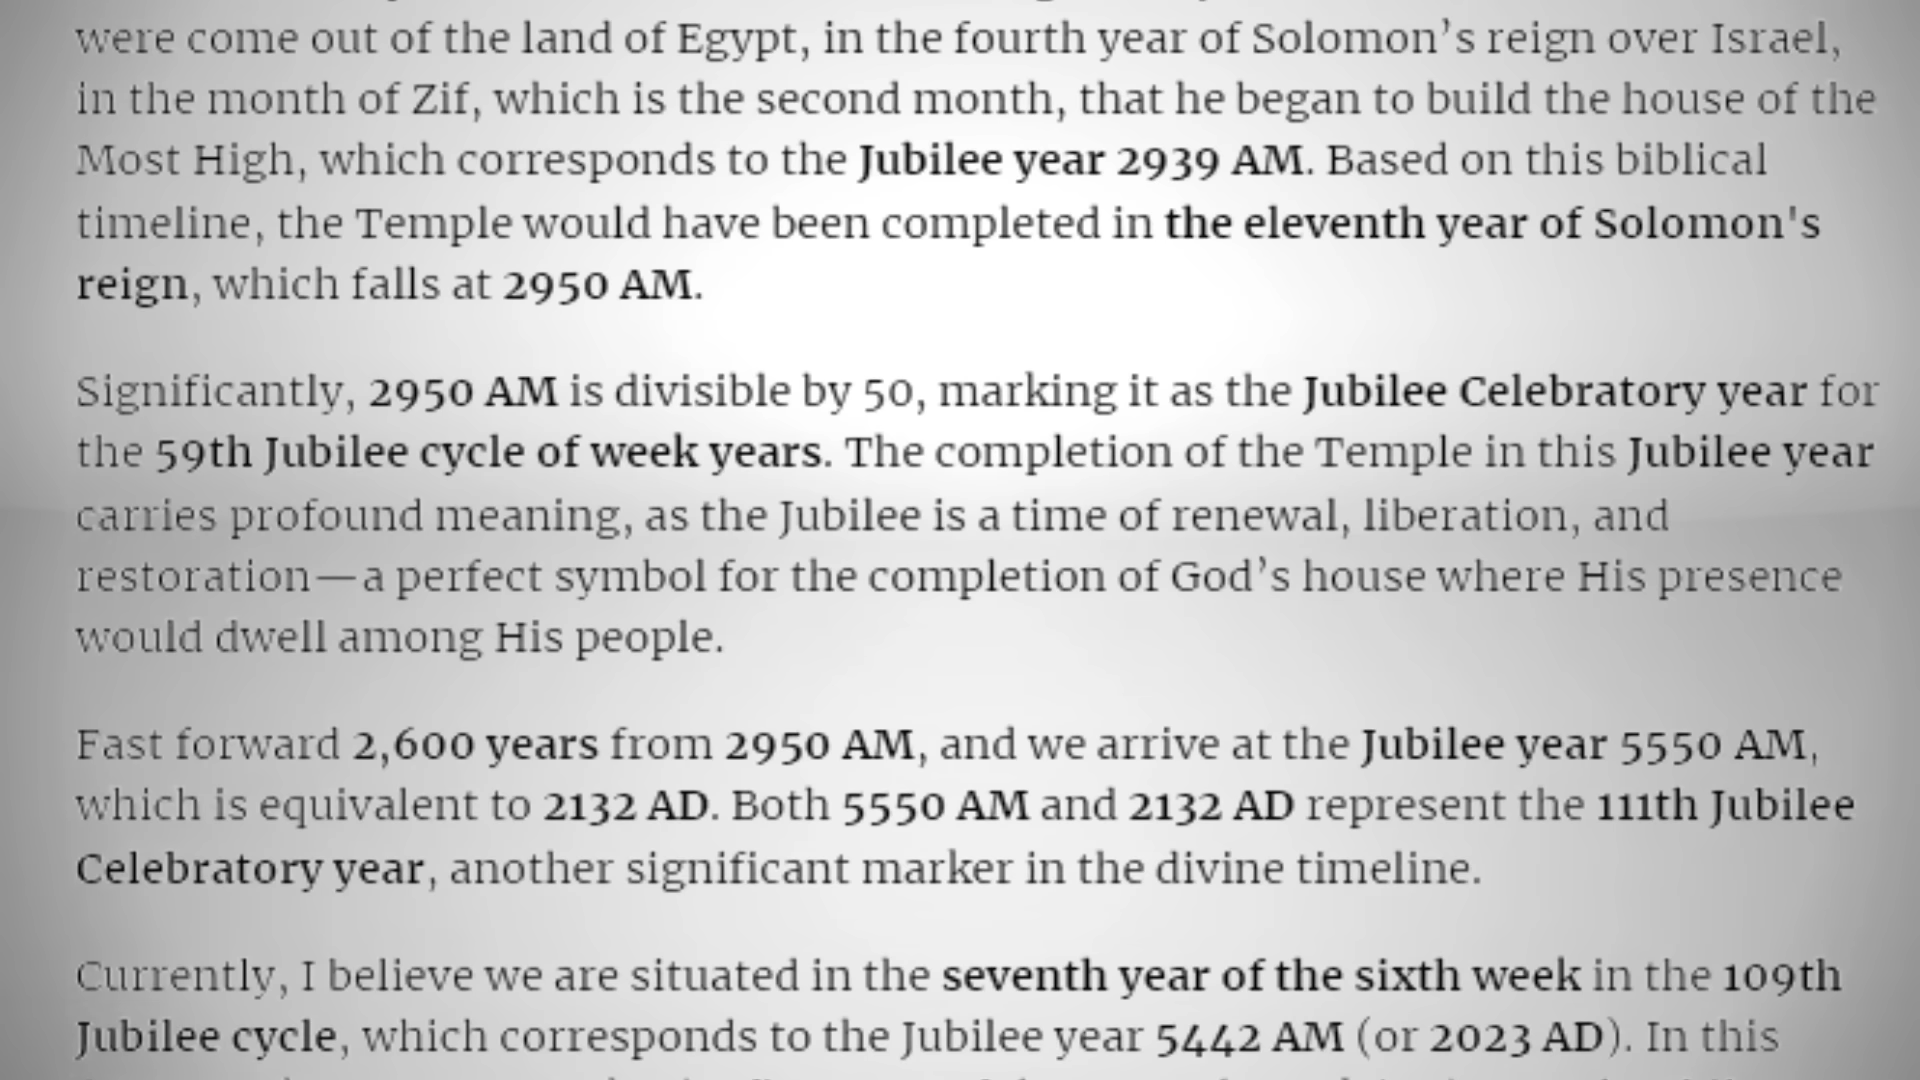 were come out of the land of Egypt, in the fourth year of Solomon’s reign over Israel,
in the month of Zif, which is the second month, that he began to build the house of the
Most High, which corresponds to the Jubilee year 2939 AM. Based on this biblical
timeline, the Temple would have been completed in the eleventh year of Solomon's
reign, which falls at 2950 AM.
Significantly, 2950 AM is divisible by 50, marking it as the Jubilee Celebratory year for
the 59th Jubilee cycle of week years. The completion of the Temple in this Jubilee year
carries profound meaning, as the Jubilee is a time of renewal, liberation, and
restoration—a perfect symbol for the completion of God’s house where His presence
would dwell among His people.
Fast forward 2,600 years from 2950 AM, and we arrive at the Jubilee year 5550 AM,
which is equivalent to 2132 AD. Both 5550 AM and 2132 AD represent the 111th Jubilee
Celebratory year, another significant marker in the divine timeline.
Currently, I believe we are situated in the seventh year of the sixth week in the 109th
Jubilee cycle, which corresponds to the Jubilee year 5442 AM (or 2023 AD). In this